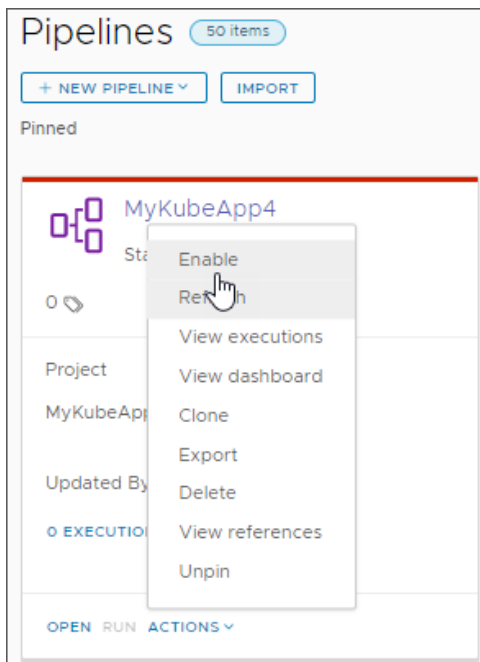 Pipelines 50 items
+ NEW PIPELINE IMPORT
Pinned
MyKubeApp4
Enable
0
View executions
Project
View dashboard
Clone
Export
Updated By
Delete
0
View references
Unpin
OPEN RUN ACTIONS